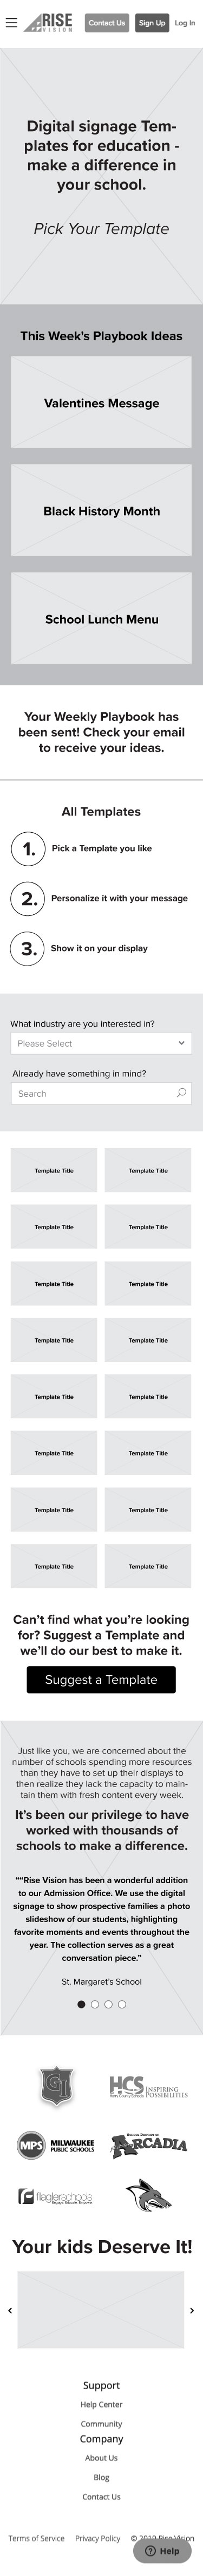 RISE
VISION
Contact Us
Sign Up
Log In
Digital signage Tem-
plates for education -
make a difference in
your school.
Pick Your Template
This Week's Playbook Ideas
Valentines Message
Black History Month
School Lunch Menu
Your Weekly Playbook has
been sent! Check your email
to receive your ideas.
All Templates
1. Pick a Template you like
2. Personalize it with your message
3. Show it on your display
What industry are you interested in?
Please Select
Already have something in mind?
Search
Template Title Template Title
Template Title Template Title
Template Title Template Title
Template Title Template Title
Template Title Template Title
Template Title Template Title
Template Title Template Title
Template Title Template Title
Can't find what you're looking
for? Suggest a Template and
we'll do our best to make it.
Suggest a Template
Just like you, we are concerned about the
number of schools spending more resources
than they have to set up their displays to
then realize they lack the capacity to main-
tain them with fresh content every week.
It's been our privilege to have
worked with thousands of
schools to make a difference.
""Rise Vision has been a wonderful addition
to our Admission Office. We use the digital
signage to show prospective families a photo
slideshow of our students, highlighting
favorite moments and events throughout the
year. The collection serves as a great
conversation piece."
St. Margaret's School
GI
HCS INSPIRING
POSSIBILITIES
MPS MILWAUKEE
PUBLIC SCHOOLS
ARCADIA
flaglerschools
Your kids Deserve It!
Support
Help Center
Community
Company
About Us
Blog
Contact Us
Terms of Service Privacy Policy © 2019 Rise Vision
Help